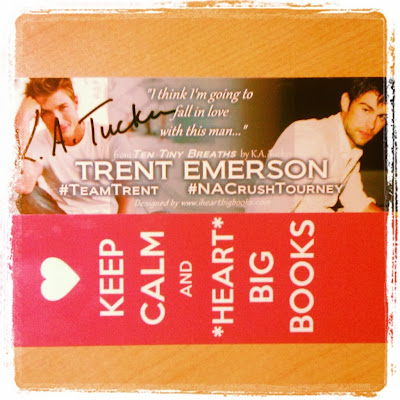 "I think I'm going to
fall in love
with this man..."
K.A. Tucker
from Ten Tiny Breaths by K.A.
TRENT EMERSON
#TeamTrent #NACrushTourney
Designed by www.iheartbigbooks.com
KEEP
CALM
AND
*HEART*
BIG
BOOKS